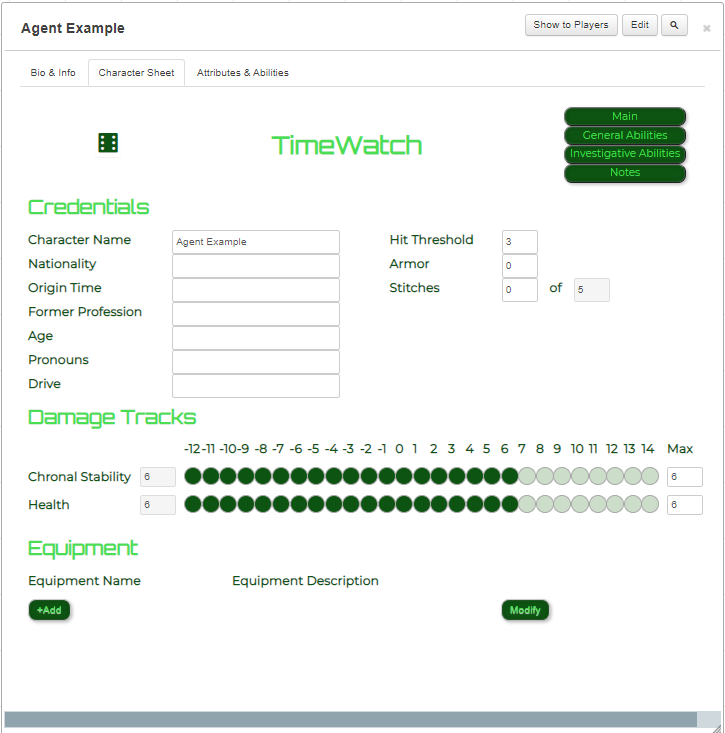 Agent Example
Show to Players
Edit
Bio & Info
Character Sheet
Attributes & Abilities
TimeWatch
Main
General Abilities
Investigative Abilities
Notes
Credentials
Character Name Agent Example
Nationality
Origin Time
Former Profession
Age
Pronouns
Drive
Hit Threshold 3
Armor 0
Stitches 0 of 5
Damage Tracks
-12 -11 -10 -9 -8 -7 -6 -5 -4 -3 -2 -1 0 1 2 3 4 5 6 7 8 9 10 11 12 13 14 Max
Chronal Stability 6 6
Health 6 6
Equipment
Equipment Name Equipment Description
+Add Modify